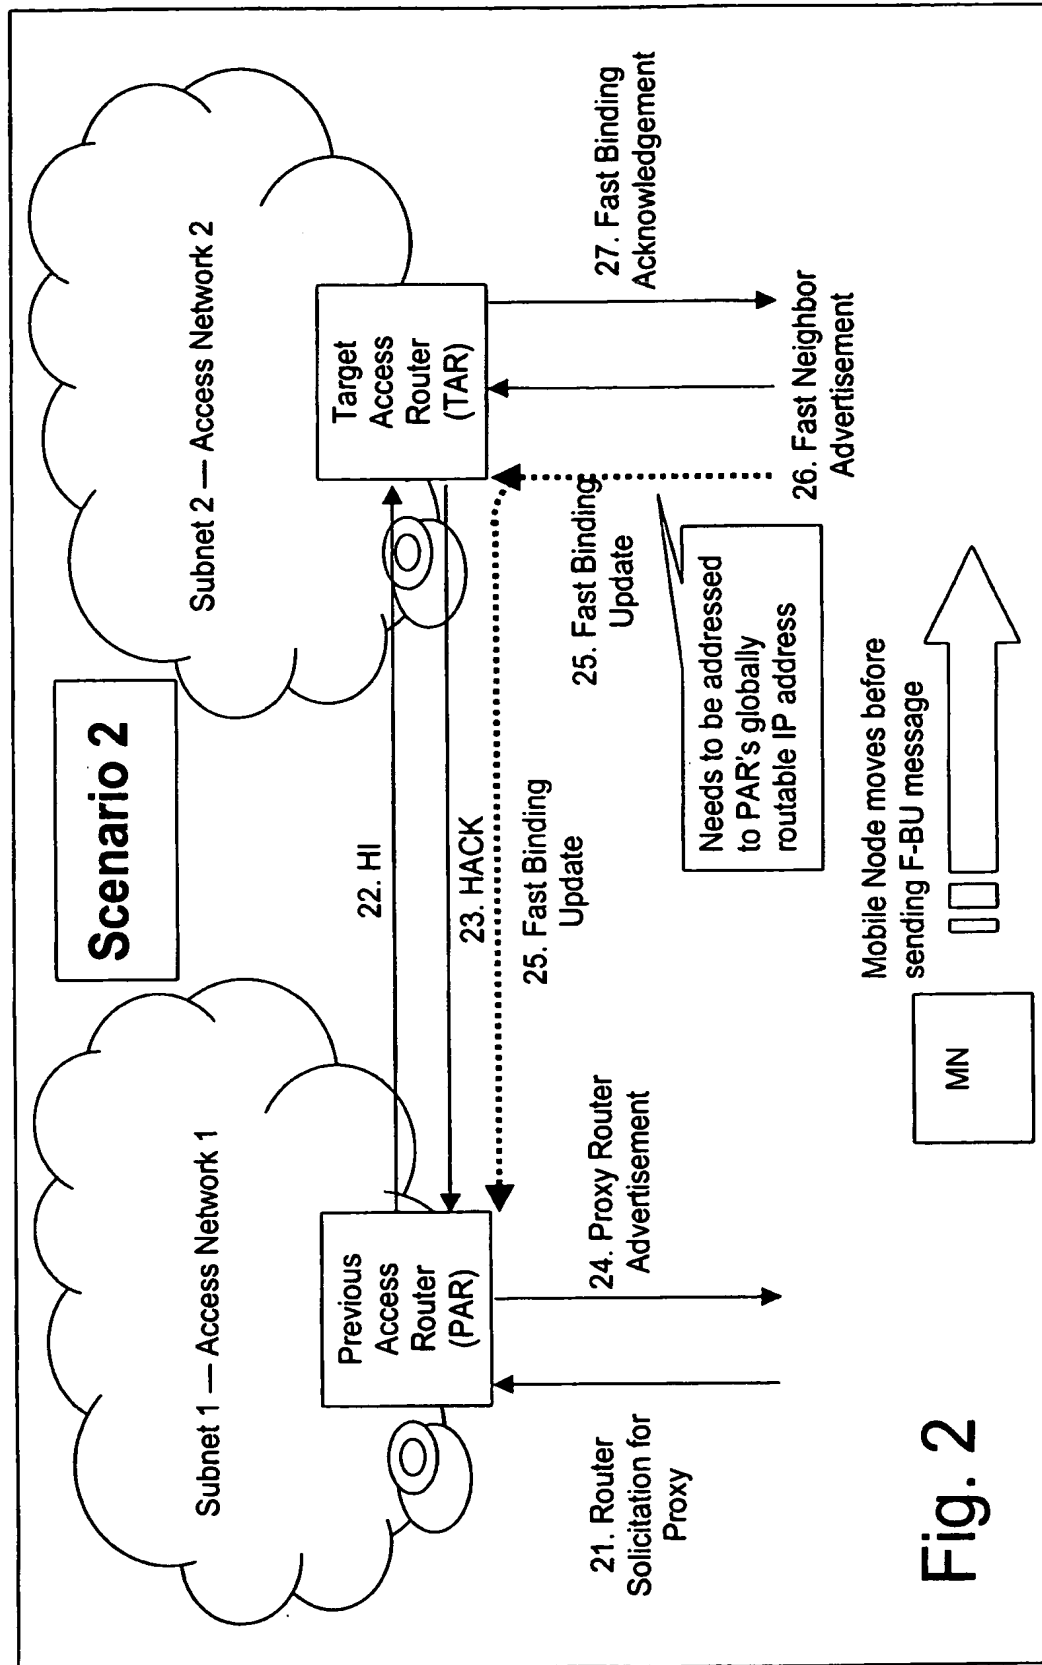 Scenario 2
Subnet 1 — Access Network 1
Subnet 2 — Access Network 2
Previous
Access
Router
(PAR)
Target
Access
Router
(TAR)
22. HI
23. HACK
25. Fast Binding
Update
25. Fast Binding
Update
21. Router
Solicitation for
Proxy
24. Proxy Router
Advertisement
Needs to be addressed
to PAR's globally
routable IP address
26. Fast Neighbor
Advertisement
27. Fast Binding
Acknowledgement
Mobile Node moves before
sending F-BU message
MN
Fig. 2